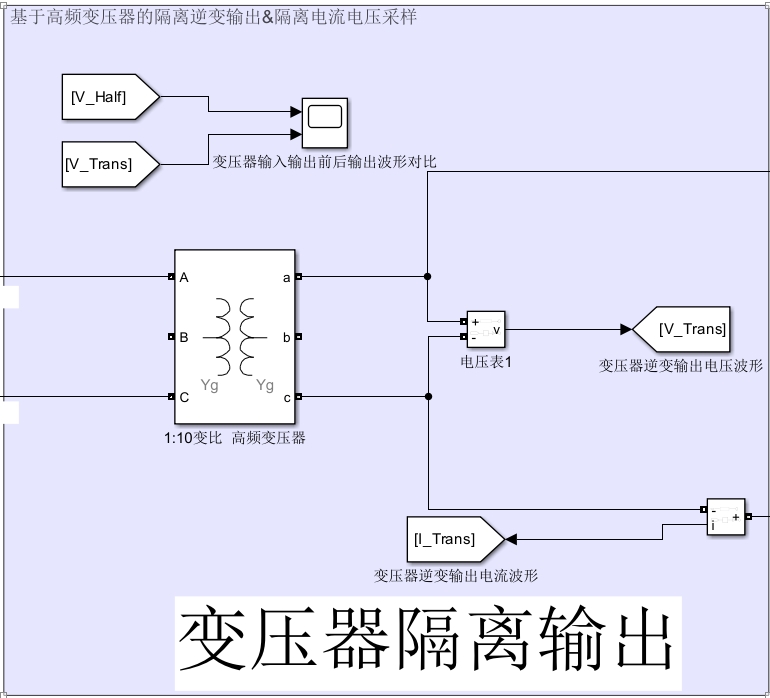 基于高频变压器的隔离逆变输出&隔离电流电压采样
[V_Half]
[V_Trans]
变压器输入输出前后输出波形对比
A
a
B
b
C
c
Yg
Yg
1:10变比 高频变压器
+
-
v
电压表1
[V_Trans]
变压器逆变输出电压波形
-
+
i
[I_Trans]
变压器逆变输出电流波形
变压器隔离输出